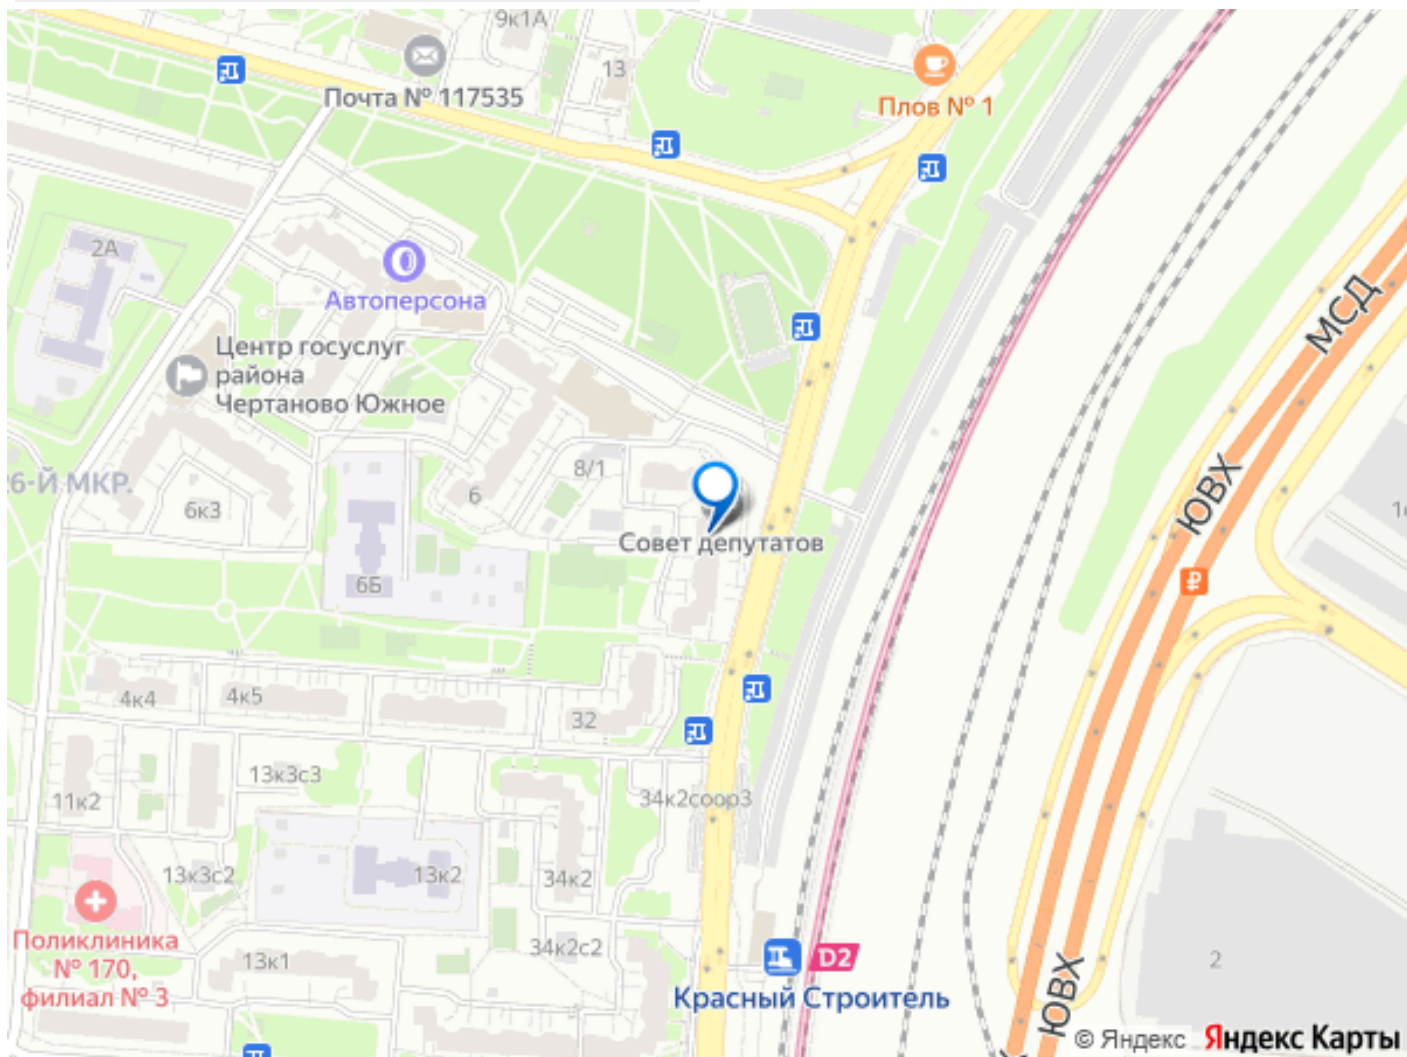 9к1А
13
Почта № 117535
Плов № 1
2А
Автоперсона
МСД
Центр госуслуг
района
Чертаново Южное
ЮВХ
8/1
6
26-Й МКР.
6к3
Совет депутатов
6Б
4к4
4к5
32
13к3с3
11к2
34к2соор3
13к3с2
13к2
34к2
Поликлиника
№ 170,
филиал № 3
34к2с2
13к1
D2
2
Красный Строитель
ЮВХ
© Яндекс Яндекс Карты